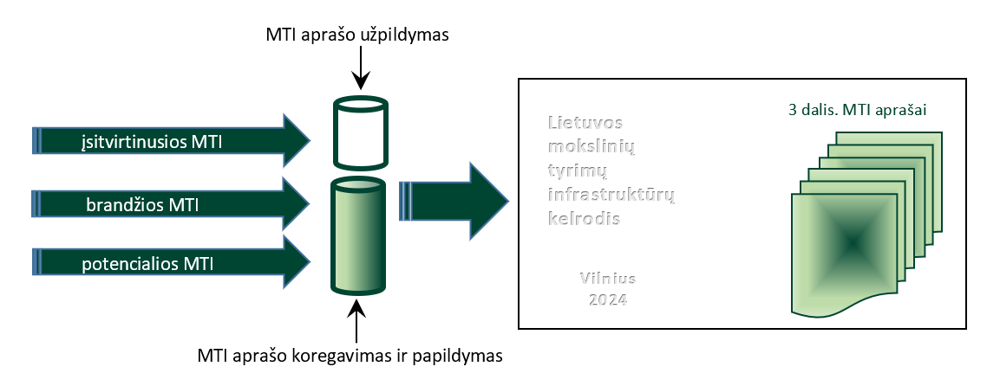 MTI aprašo užpildymas
įsitvirtinusios MTI
brandžios MTI
potencialios MTI
MTI aprašo koregavimas ir papildymas
Lietuvos
mokslinių
tyrimų
infrastruktūrų
kelrodis
Vilnius
2024
3 dalis. MTI aprašai